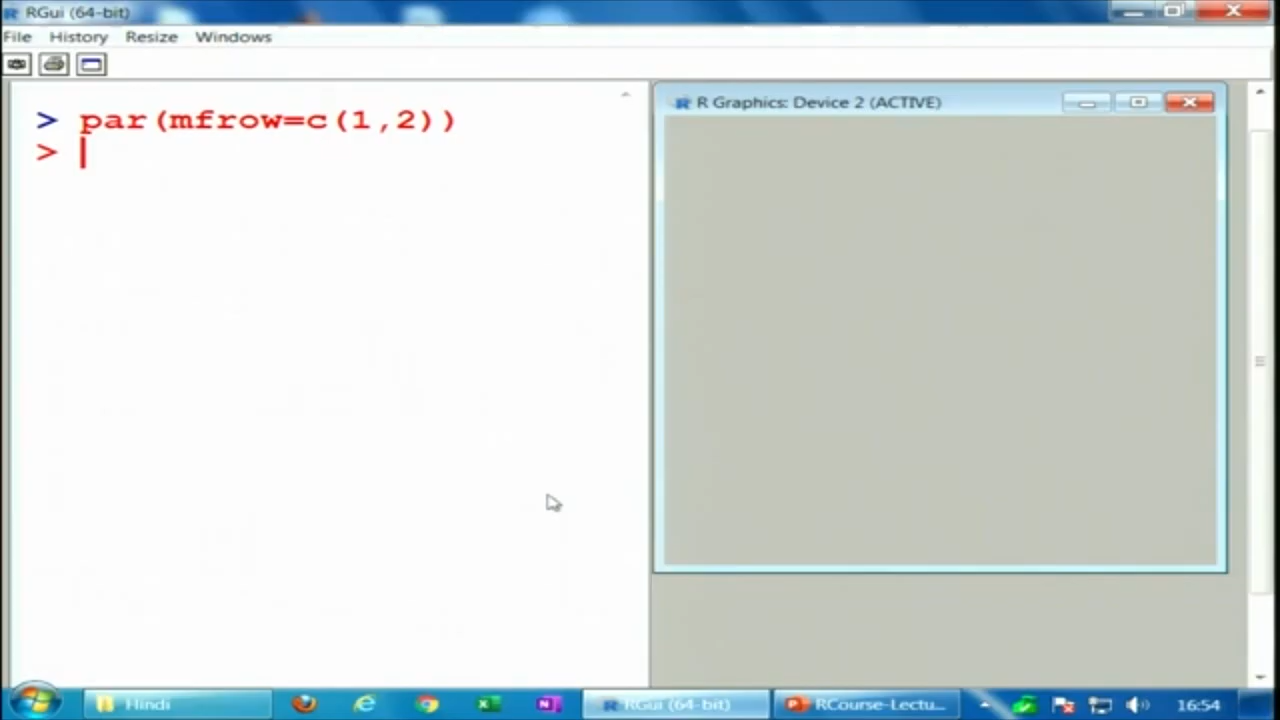 RGui (64-bit)
File History Resize Windows
> par(mfrow=c(1,2))
>
R Graphics: Device 2 (ACTIVE)
Hindi
RGui (64-bit)
RCourse-Lectu...
16:54